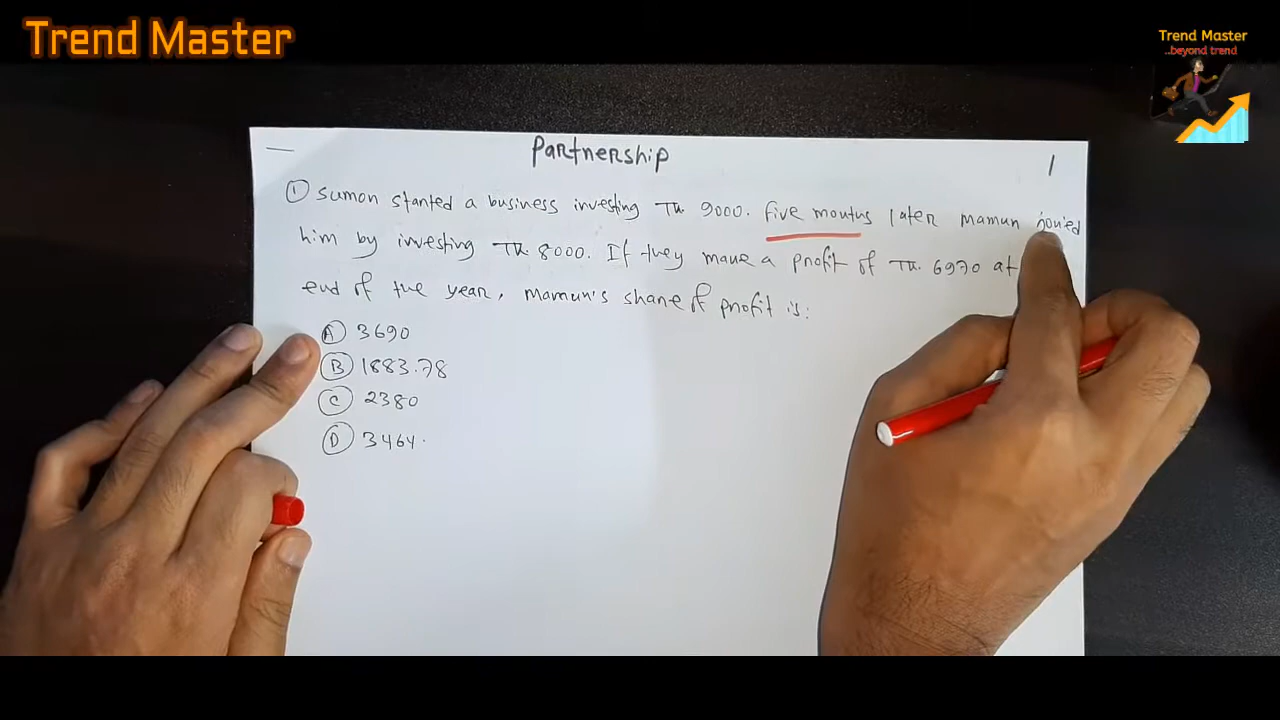 Trend Master
Trend Master
..beyond trend
Partnership
1
① Sumon started a business investing TK. 9000. five months later Mamun joined
him by investing TK. 8000. If they make a profit of TK. 6970 at
end of the year, Mamun's share of profit is:
Ⓐ 3690
Ⓑ 1883.78
Ⓒ 2380
Ⓓ 3464.